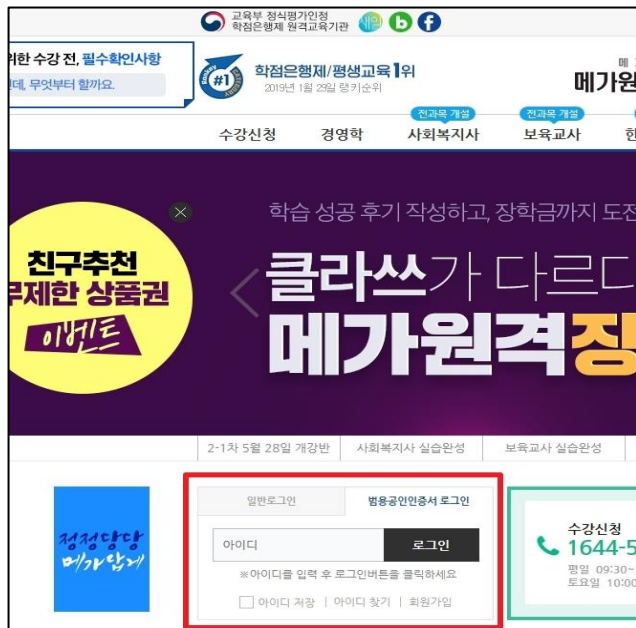 교육부 정식평가인정
학점은행제 원격교육기관
새일 b f
위한 수강 전, 필수확인사항
인데, 무엇부터 할까요.
Rankey
#1
CATEGORY
학점은행제/평생교육 1위
2019년 1월 29일 랭키순위
메가원
전과목 개설 전과목 개설
수강신청 경영학 사회복지사 보육교사 한
친구추천
무제한 상품권
이벤트
학습 성공 후기 작성하고, 장학금까지 도전
클라쓰가 다르다
메가원격장
2-1차 5월 28일 개강반 사회복지사 실습완성 보육교사 실습완성
정정당당
메가답게
일반로그인 범용공인인증서 로그인
아이디 로그인
※아이디를 입력 후 로그인버튼을 클릭하세요
아이디 저장 | 아이디 찾기 | 회원가입
수강신청
1644-5
평일 09:30~
토요일 10:00